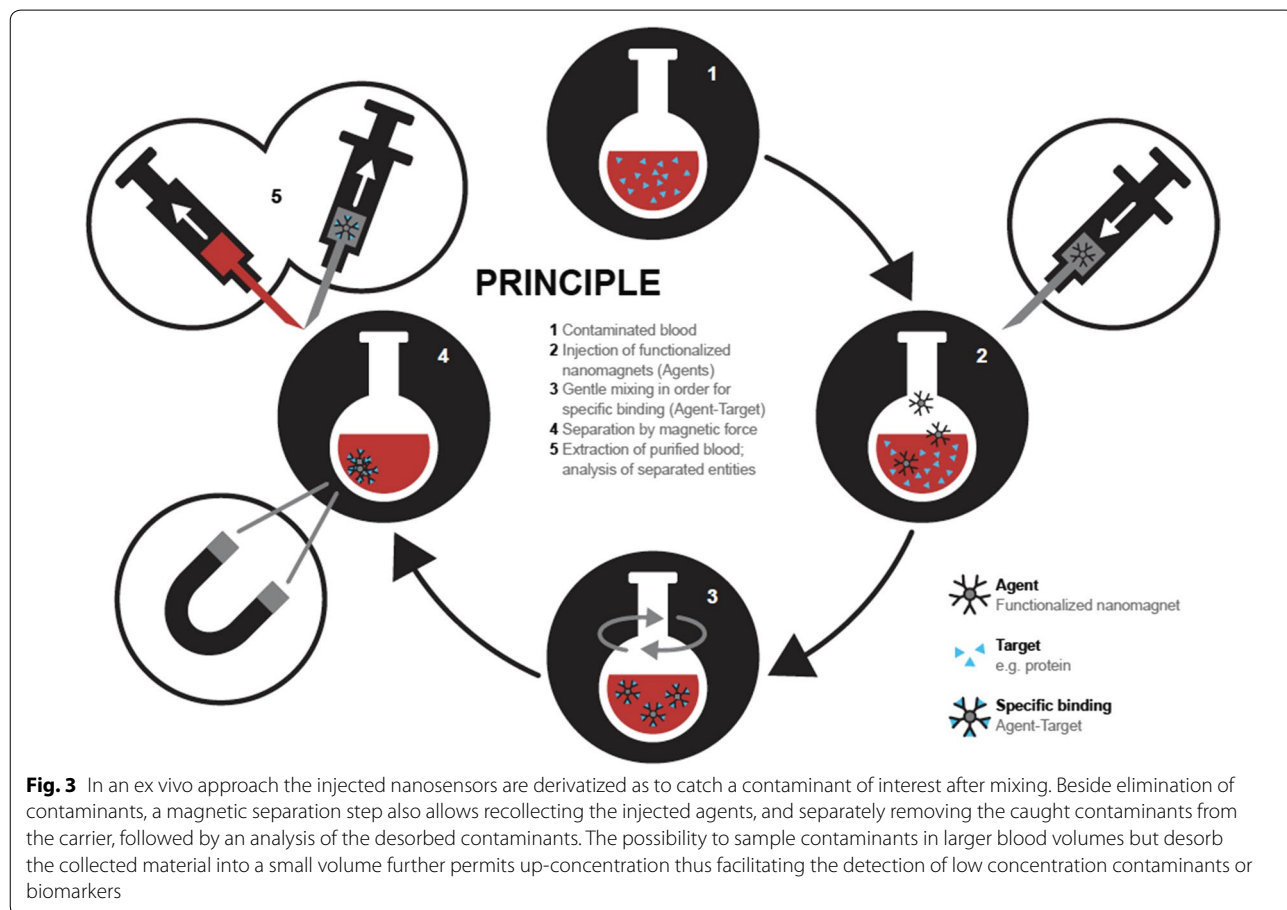 1
5
PRINCIPLE
1 Contaminated blood
2 Injection of functionalized
nanomagnets (Agents)
3 Gentle mixing in order for
specific binding (Agent-Target)
4 Separation by magnetic force
5 Extraction of purified blood;
analysis of separated entities
4
2
3
Agent
Functionalized nanomagnet
Target
e.g. protein
Specific binding
Agent-Target
Fig. 3 In an ex vivo approach the injected nanosensors are derivatized as to catch a contaminant of interest after mixing. Beside elimination of
contaminants, a magnetic separation step also allows recollecting the injected agents, and separately removing the caught contaminants from
the carrier, followed by an analysis of the desorbed contaminants. The possibility to sample contaminants in larger blood volumes but desorb
the collected material into a small volume further permits up-concentration thus facilitating the detection of low concentration contaminants or
biomarkers